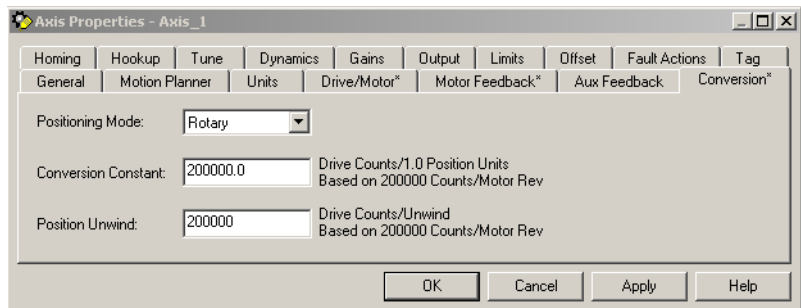 Axis Properties - Axis_1
Homing Hookup Tune Dynamics Gains Output Limits Offset Fault Actions Tag
General Motion Planner Units Drive/Motor* Motor Feedback* Aux Feedback Conversion*
Positioning Mode: Rotary
Conversion Constant: 200000.0 Drive Counts/1.0 Position Units
Based on 200000 Counts/Motor Rev
Position Unwind: 200000 Drive Counts/Unwind
Based on 200000 Counts/Motor Rev
OK Cancel Apply Help